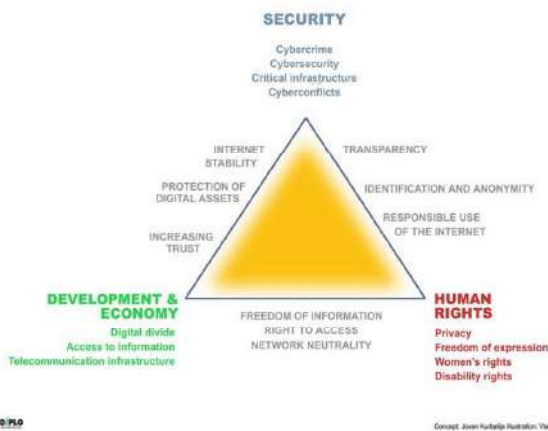 SECURITY
Cybercrime
Cybersecurity
Critical infrastructure
Cyberconflicts
INTERNET
STABILITY
TRANSPARENCY
PROTECTION OF
DIGITAL ASSETS
IDENTIFICATION AND ANONYMITY
RESPONSIBLE USE
OF THE INTERNET
INCREASING
TRUST
DEVELOPMENT &
ECONOMY
Digital divide
Access to Information
Telecommunication infrastructure
FREEDOM OF INFORMATION
RIGHT TO ACCESS
NETWORK NEUTRALITY
HUMAN
RIGHTS
Privacy
Freedom of expression
Women's rights
Disability rights
DIPLO
Concept: Jovan Kurbalija Illustration: